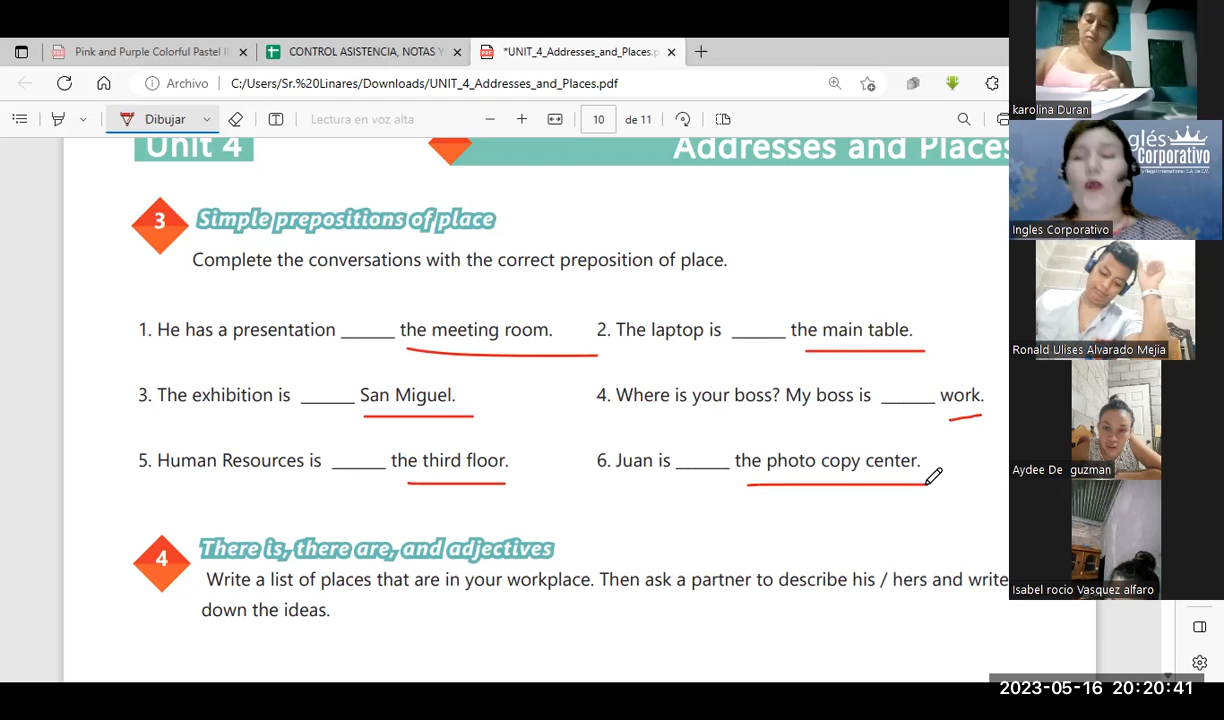 Pink and Purple Colorful Pastel Il
CONTROL ASISTENCIA, NOTAS Y
*UNIT_4_Addresses_and_Places.p
Archivo
C:/Users/Sr.%20Linares/Downloads/UNIT_4_Addresses_and_Places.pdf
Dibujar
Lectura en voz alta
10
de 11
Unit 4
Addresses and Places
3
Simple prepositions of place
Complete the conversations with the correct preposition of place.
1. He has a presentation ______ the meeting room.
2. The laptop is ______ the main table.
3. The exhibition is ______ San Miguel.
4. Where is your boss? My boss is ______ work.
5. Human Resources is ______ the third floor.
6. Juan is ______ the photo copy center.
4
There is, there are, and adjectives
Write a list of places that are in your workplace. Then ask a partner to describe his / hers and write
down the ideas.
karolina Duran
glés
Corporativo
Ingles Corporativo
Ronald Ulises Alvarado Mejia
Aydee De guzman
Isabel rocio Vasquez alfaro
2023-05-16 20:20:41